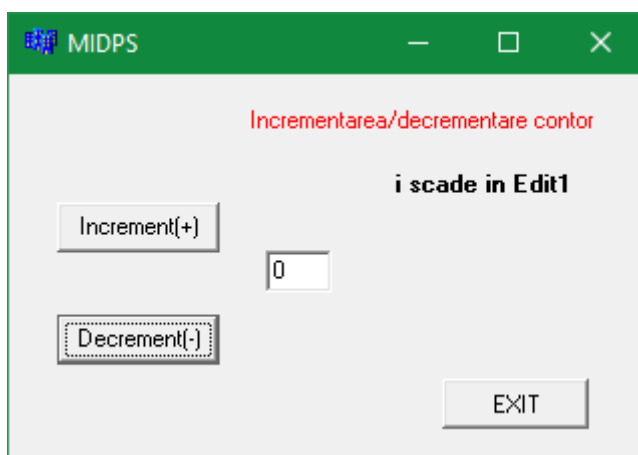 MIDPS
Incrementarea/decrementare contor
i scade in Edit1
Increment(+)
0
Decrement(-)
EXIT